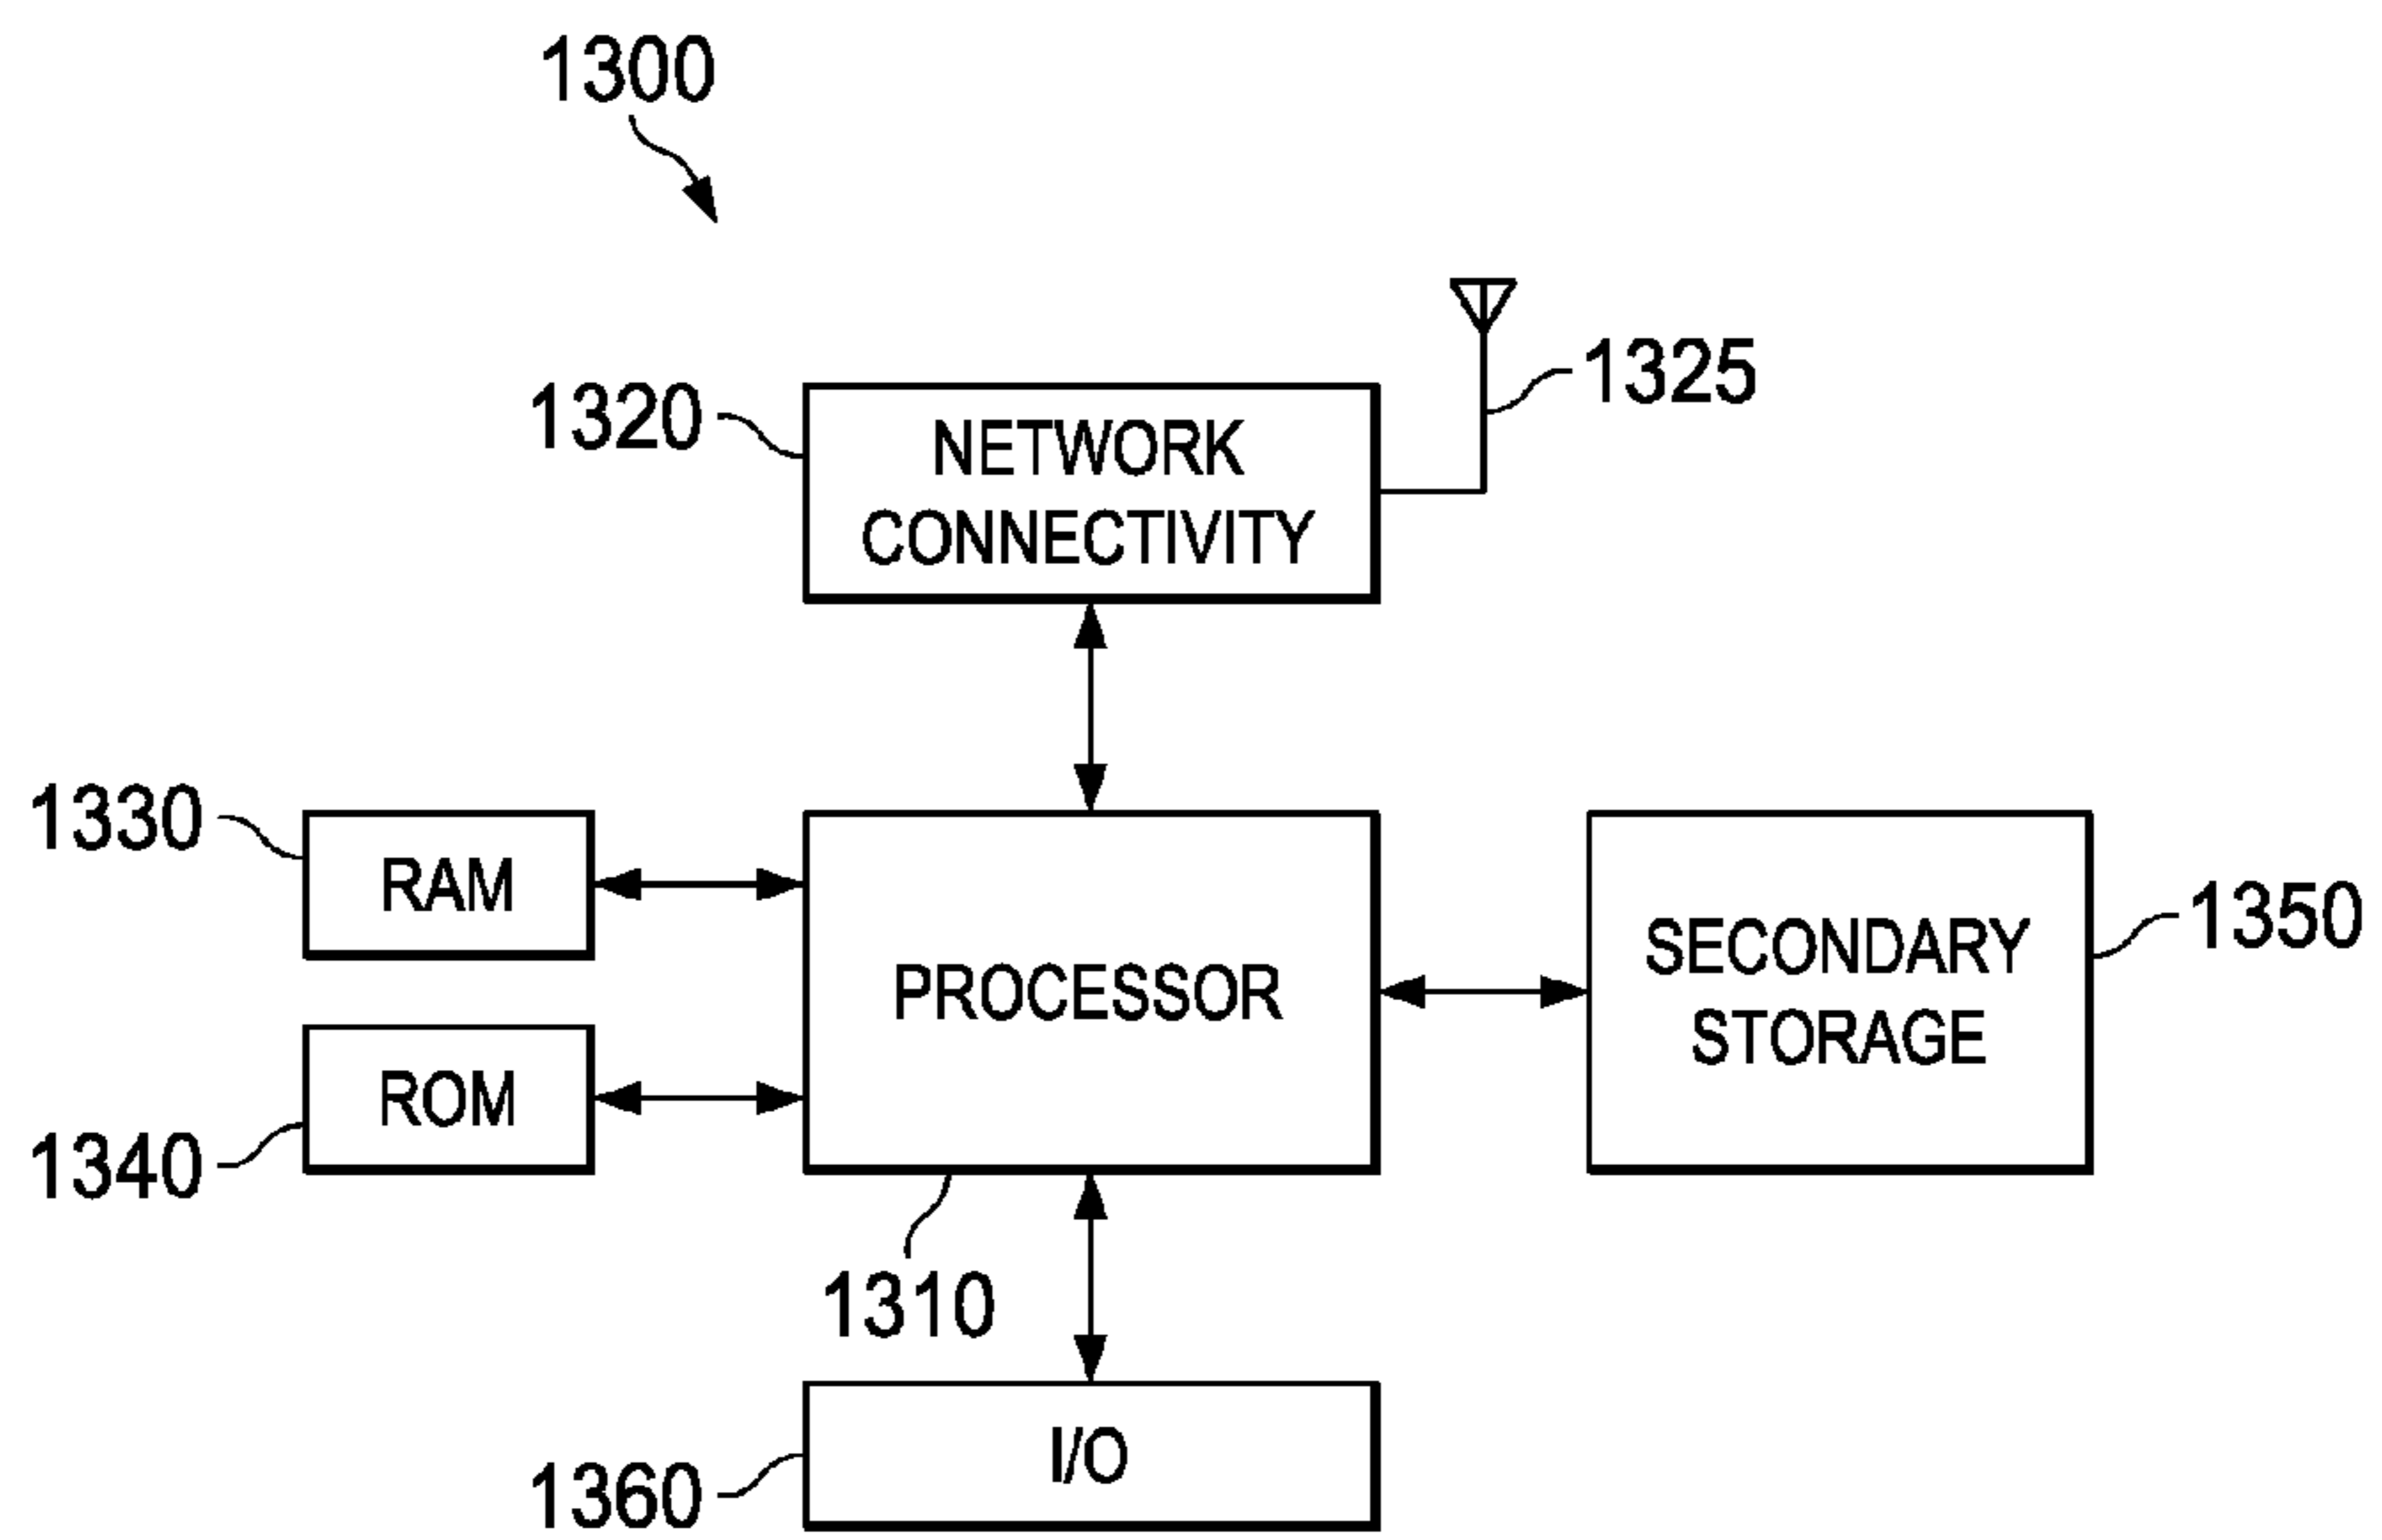 1300
1325
1320
NETWORK
CONNECTIVITY
1330
RAM
PROCESSOR
SECONDARY
STORAGE
1350
ROM
1340
1310
I/O
1360